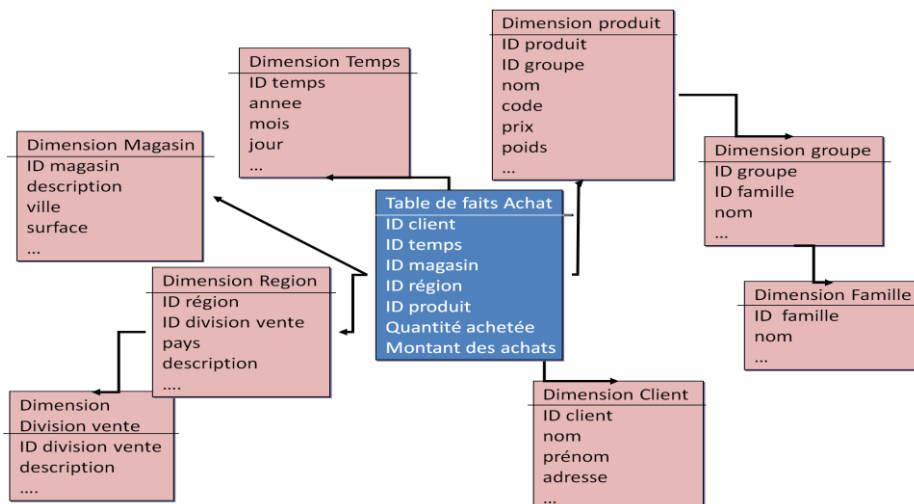 Dimension produit
ID produit
ID groupe
nom
code
prix
poids
...
Dimension Temps
ID temps
annee
mois
jour
...
Dimension Magasin
ID magasin
description
ville
surface
...
Dimension groupe
ID groupe
ID famille
nom
...
Table de faits Achat
ID client
ID temps
ID magasin
ID région
ID produit
Quantité achetée
Montant des achats
Dimension Region
ID région
ID division vente
pays
description
....
Dimension Famille
ID famille
nom
...
Dimension
Division vente
ID division vente
description
....
Dimension Client
ID client
nom
prénom
adresse
...